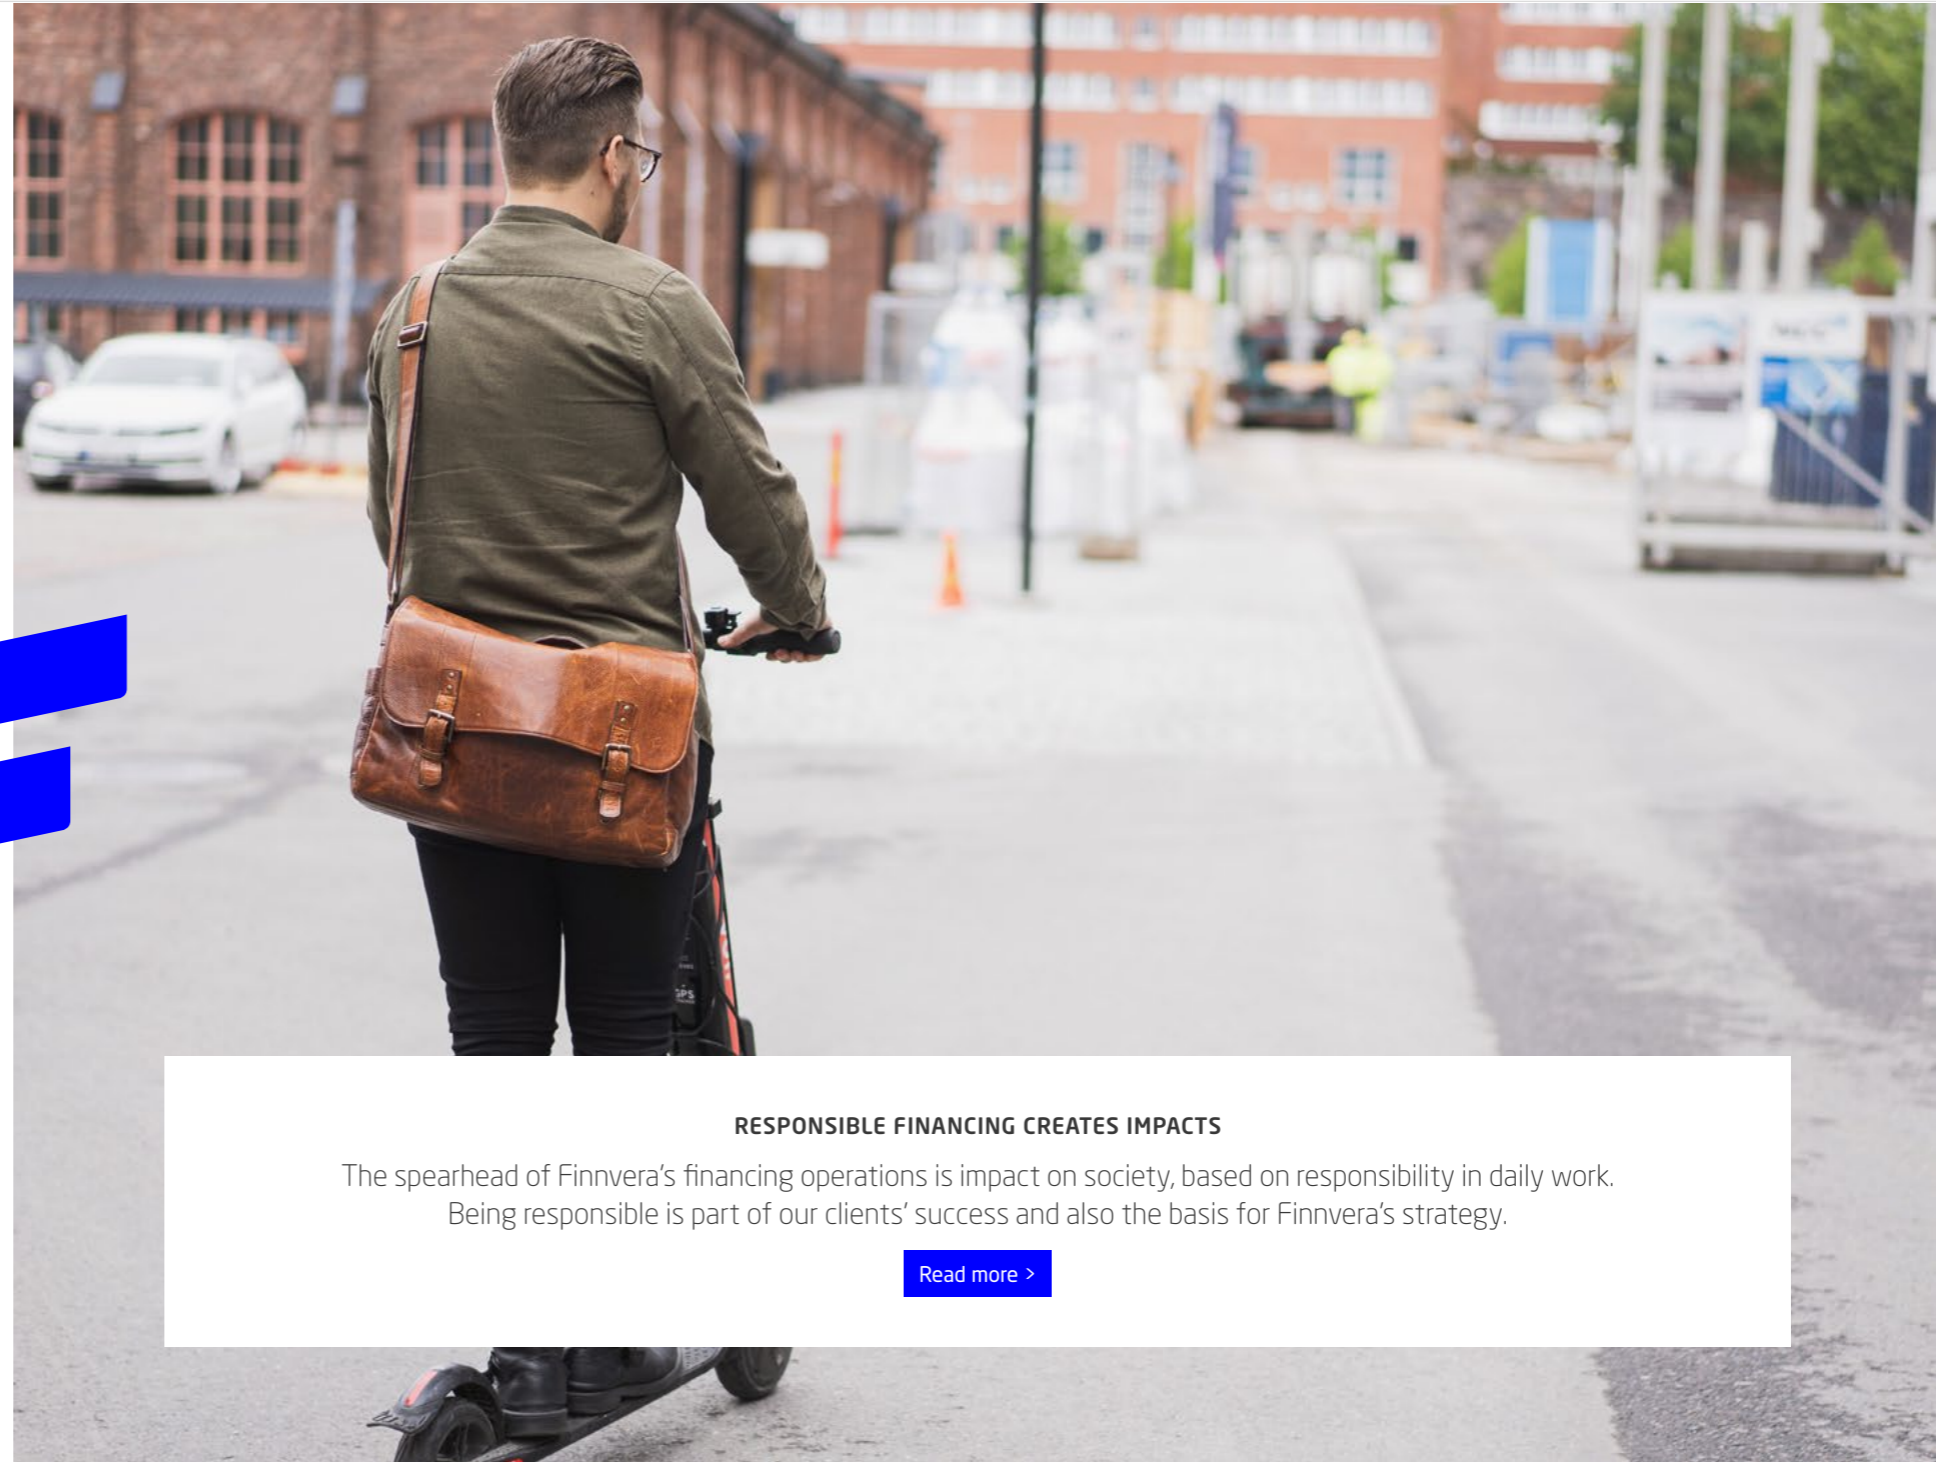 GPS
RESPONSIBLE FINANCING CREATES IMPACTS
The spearhead of Finnvera's financing operations is impact on society, based on responsibility in daily work.
Being responsible is part of our clients' success and also the basis for Finnvera's strategy.
Read more >